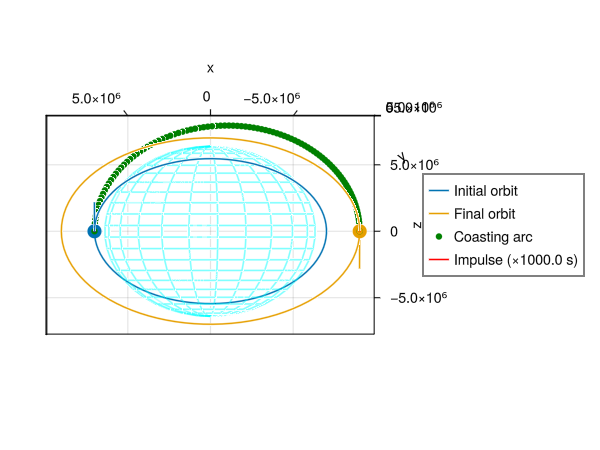 x
5.0×10⁶
0
−5.0×10⁶
y
5.0×10⁶
0
z
−5.0×10⁶
Initial orbit
Final orbit
Coasting arc
Impulse (×1000.0 s)